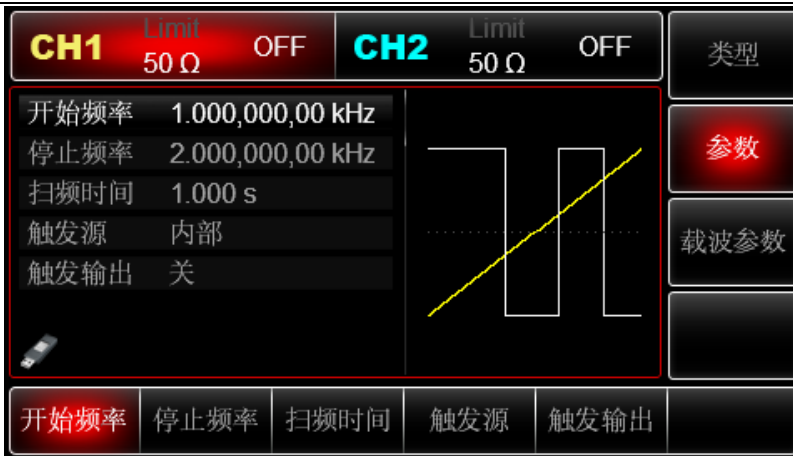 CH1 Limit 50 Ω OFF CH2 Limit 50 Ω OFF
类型
开始频率 1.000,000,00 kHz
停止频率 2.000,000,00 kHz
扫频时间 1.000 s
触发源 内部
触发输出 关
参数
载波参数
开始频率 停止频率 扫频时间 触发源 触发输出